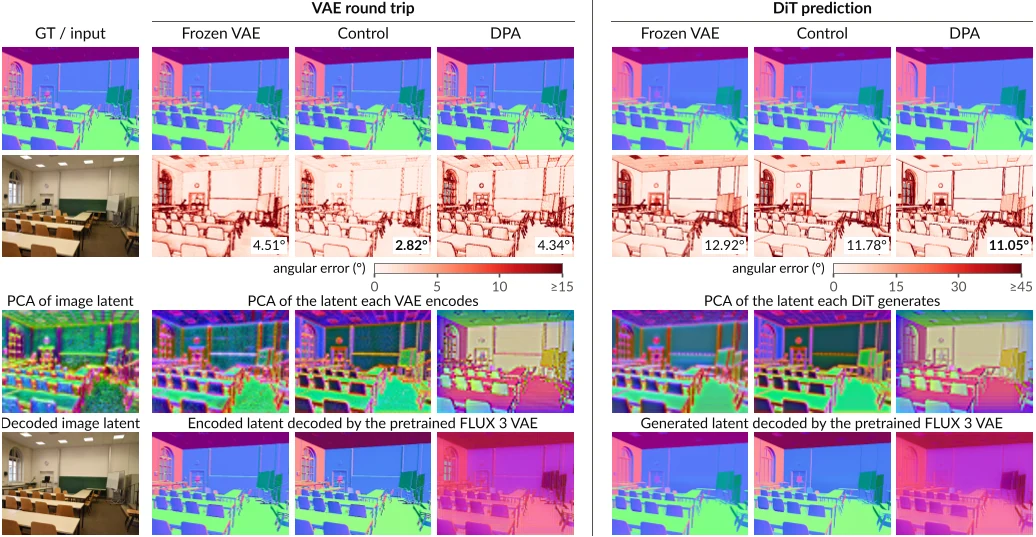 VAE round trip
DiT prediction
GT / input
Frozen VAE
Control
DPA
Frozen VAE
Control
DPA
4.51°
2.82°
4.34°
12.92°
11.78°
11.05°
angular error (°)
0
5
10
≥15
angular error (°)
0
15
30
≥45
PCA of image latent
PCA of the latent each VAE encodes
PCA of the latent each DiT generates
Decoded image latent
Encoded latent decoded by the pretrained FLUX 3 VAE
Generated latent decoded by the pretrained FLUX 3 VAE